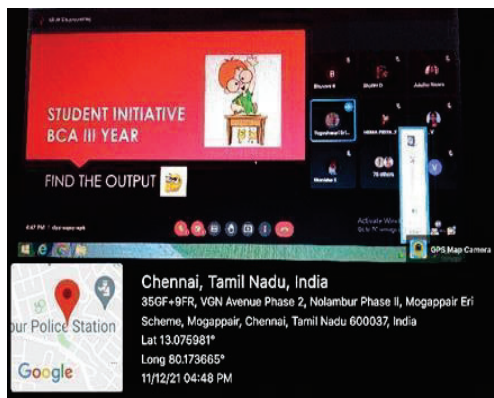 STUDENT INITIATIVE
BCA III YEAR
FIND THE OUTPUT
B
Bhuvani R
V
GPS Map Camera
our Police Station
Google
Chennai, Tamil Nadu, India
35GF+9FR, VGN Avenue Phase 2, Nolambur Phase II, Mogappair Eri
Scheme, Mogappair, Chennai, Tamil Nadu 600037, India
Lat 13.075981°
Long 80.173665°
11/12/21 04:48 PM